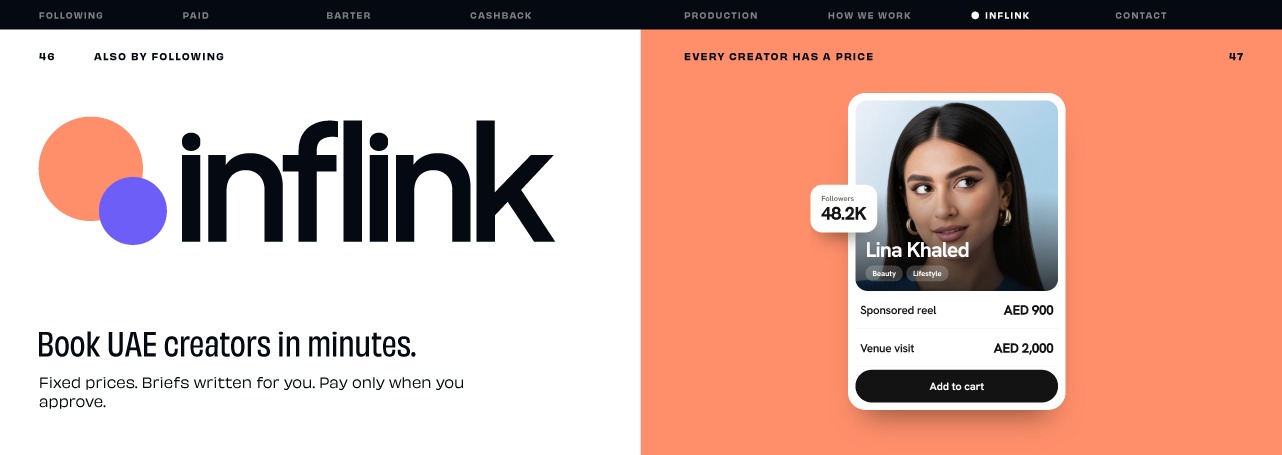 FOLLOWING PAID BARTER CASHBACK PRODUCTION HOW WE WORK INFLINK CONTACT
46 ALSO BY FOLLOWING
inflink
Book UAE creators in minutes.
Fixed prices. Briefs written for you. Pay only when you
approve.
EVERY CREATOR HAS A PRICE 47
Followers
48.2K
Lina Khaled
Beauty Lifestyle
Sponsored reel AED 900
Venue visit AED 2,000
Add to cart